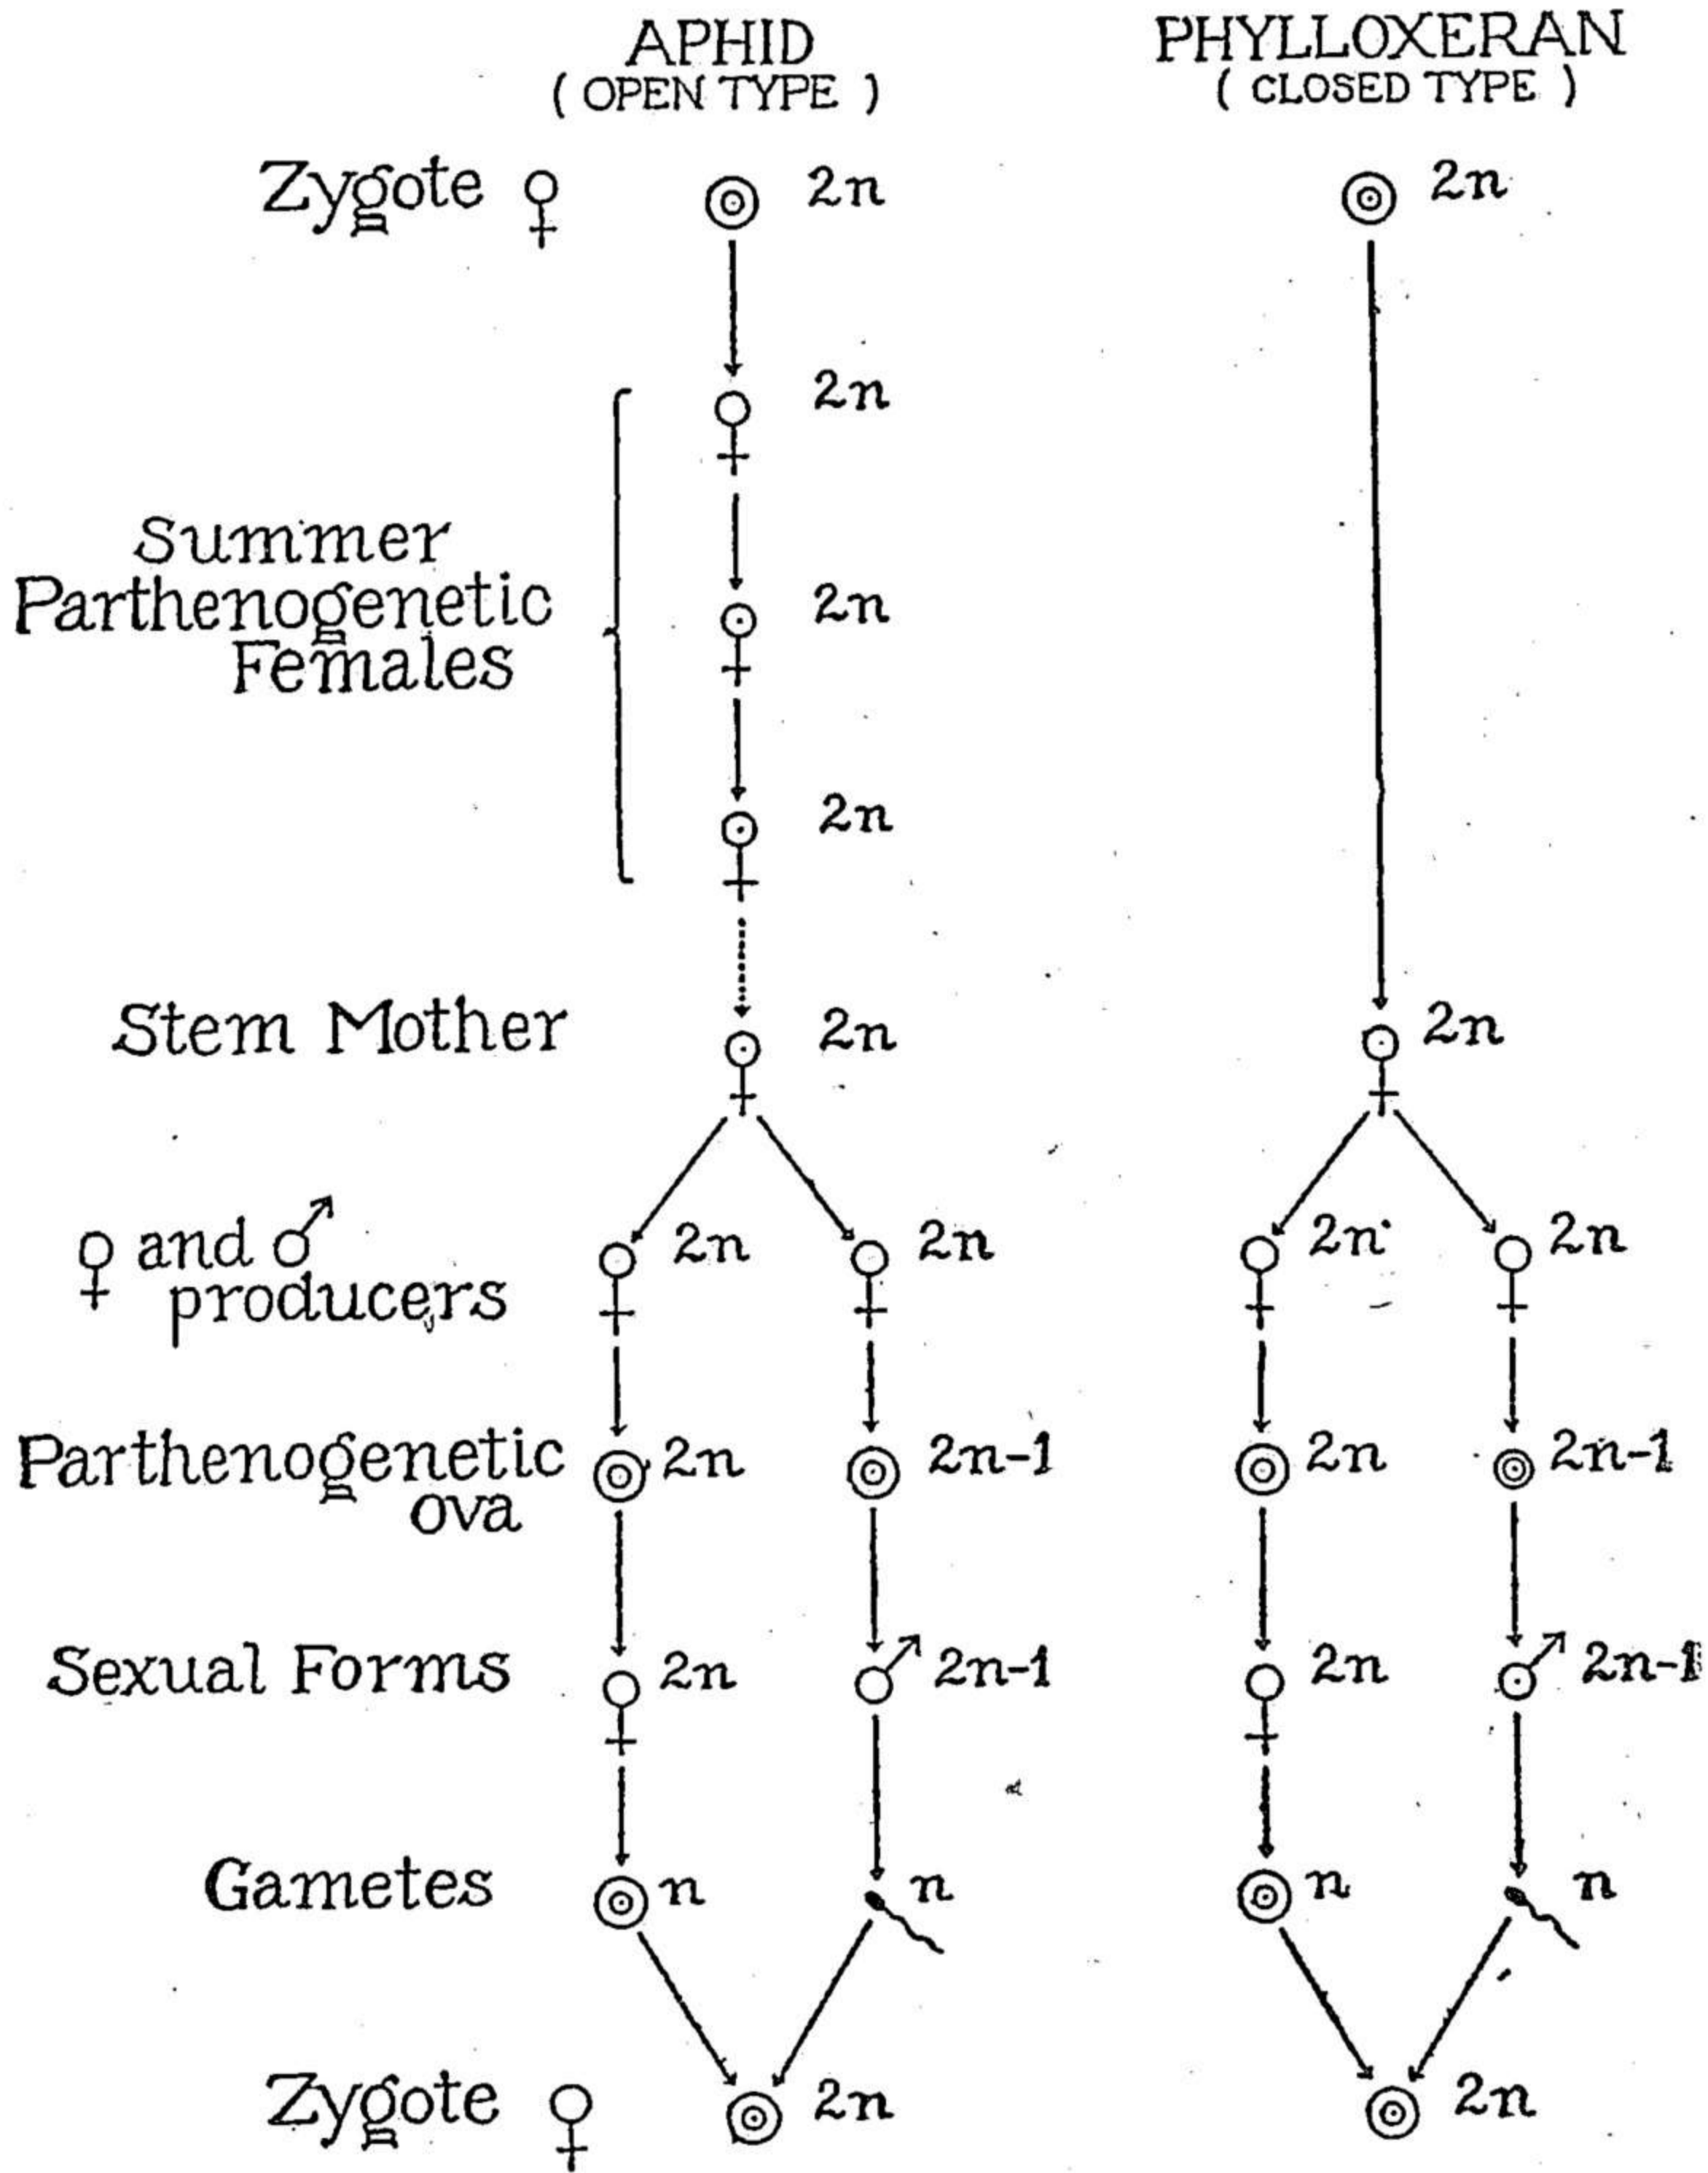 APHID
( OPEN TYPE )
PHYLLOXERAN
( CLOSED TYPE )
Zygote ♀ 2n 2n
2n
Summer
Parthenogenetic
Females
2n
2n
Stem Mother 2n 2n
♀ and ♂
producers
2n 2n 2n 2n
Parthenogenetic
ova
2n 2n-1 2n 2n-1
Sexual Forms 2n 2n-1 2n 2n-1
Gametes n n n n
Zygote ♀ 2n 2n